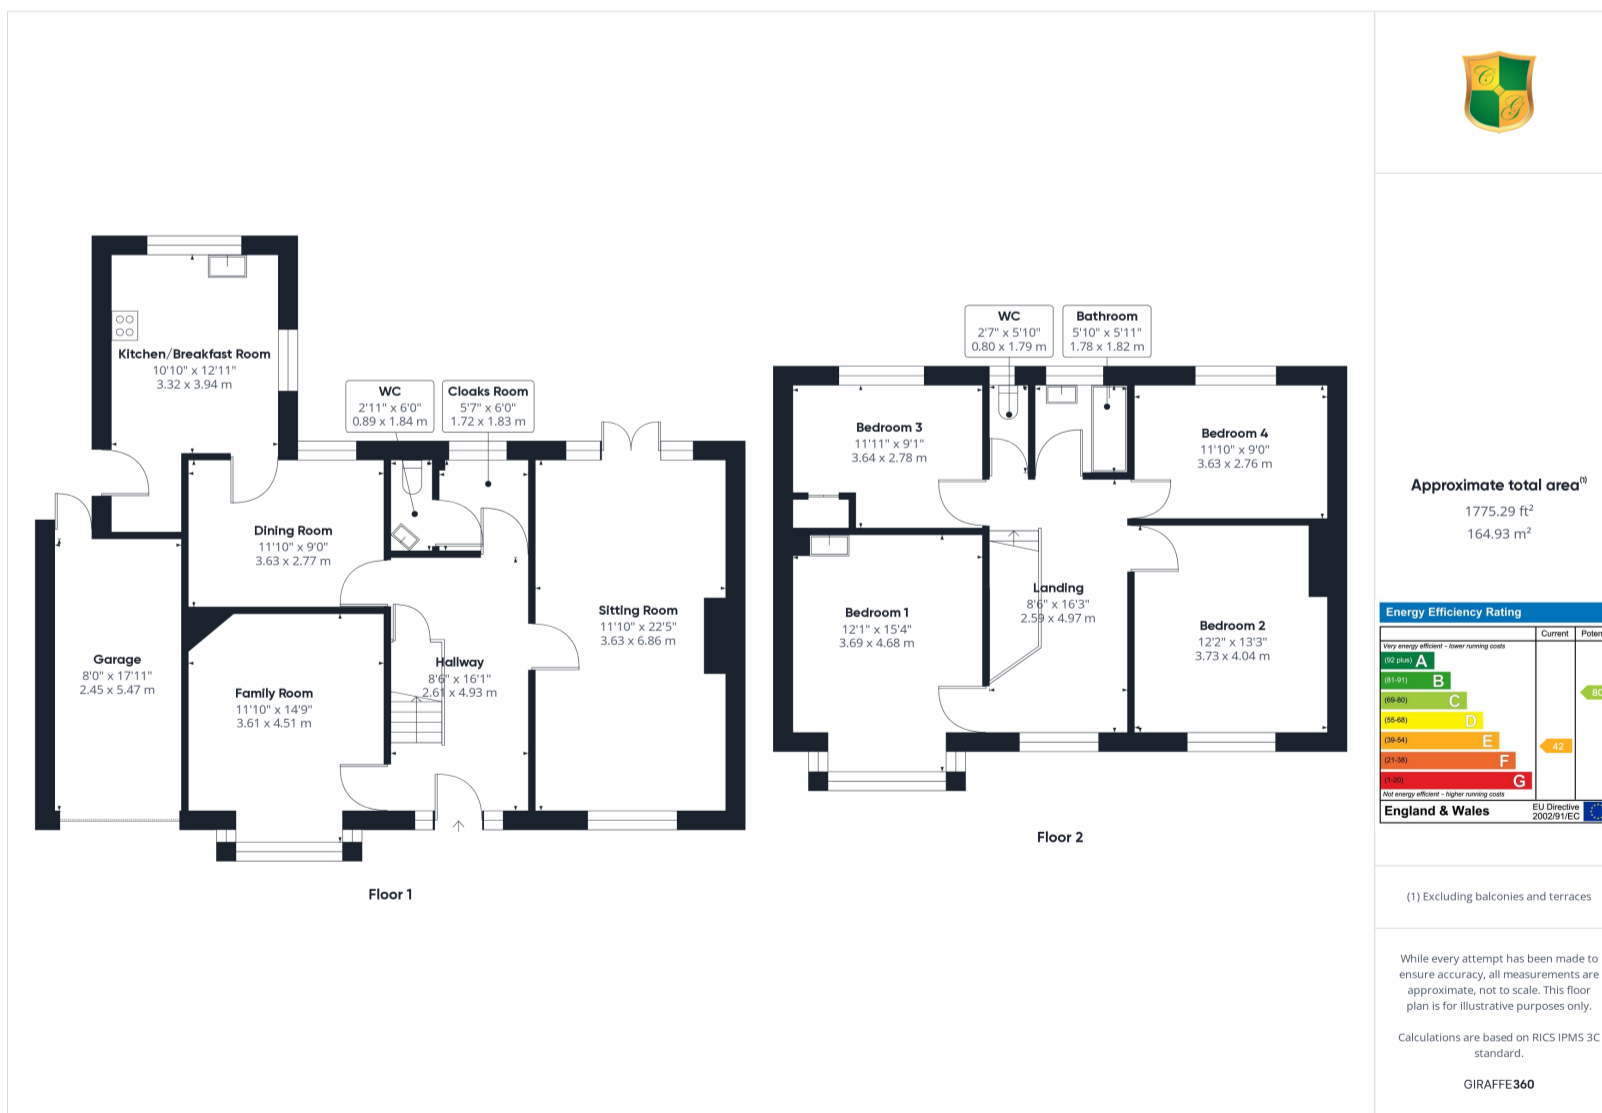 Kitchen/Breakfast Room
10'10" x 12'11"
3.32 x 3.94 m
WC
2'11" x 6'0"
0.89 x 1.84 m
Cloaks Room
5'7" x 6'0"
1.72 x 1.83 m
Dining Room
11'10" x 9'0"
3.63 x 2.77 m
Garage
8'0" x 17'11"
2.45 x 5.47 m
Family Room
11'10" x 14'9"
3.61 x 4.51 m
Hallway
8'6" x 16'1"
2.61 x 4.93 m
Sitting Room
11'10" x 22'5"
3.63 x 6.86 m
Floor 1
WC
2'7" x 5'10"
0.80 x 1.79 m
Bathroom
5'10" x 5'11"
1.78 x 1.82 m
Bedroom 3
11'11" x 9'1"
3.64 x 2.78 m
Bedroom 4
11'10" x 9'0"
3.63 x 2.76 m
Landing
8'6" x 16'3"
2.59 x 4.97 m
Bedroom 1
12'1" x 15'4"
3.69 x 4.68 m
Bedroom 2
12'2" x 13'3"
3.73 x 4.04 m
Floor 2
C
G
Approximate total area(1)
1775.29 ft²
164.93 m²
Energy Efficiency Rating
Current Poten
Very energy efficient - lower running costs
(92 plus) A
(81-91) B
(69-80) C
80
(55-68) D
(39-54) E
42
(21-38) F
(1-20) G
Not energy efficient - higher running costs
England & Wales
EU Directive
2002/91/EC
(1) Excluding balconies and terraces
While every attempt has been made to
ensure accuracy, all measurements are
approximate, not to scale. This floor
plan is for illustrative purposes only.
Calculations are based on RICS IPMS 3C
standard.
GIRAFFE360